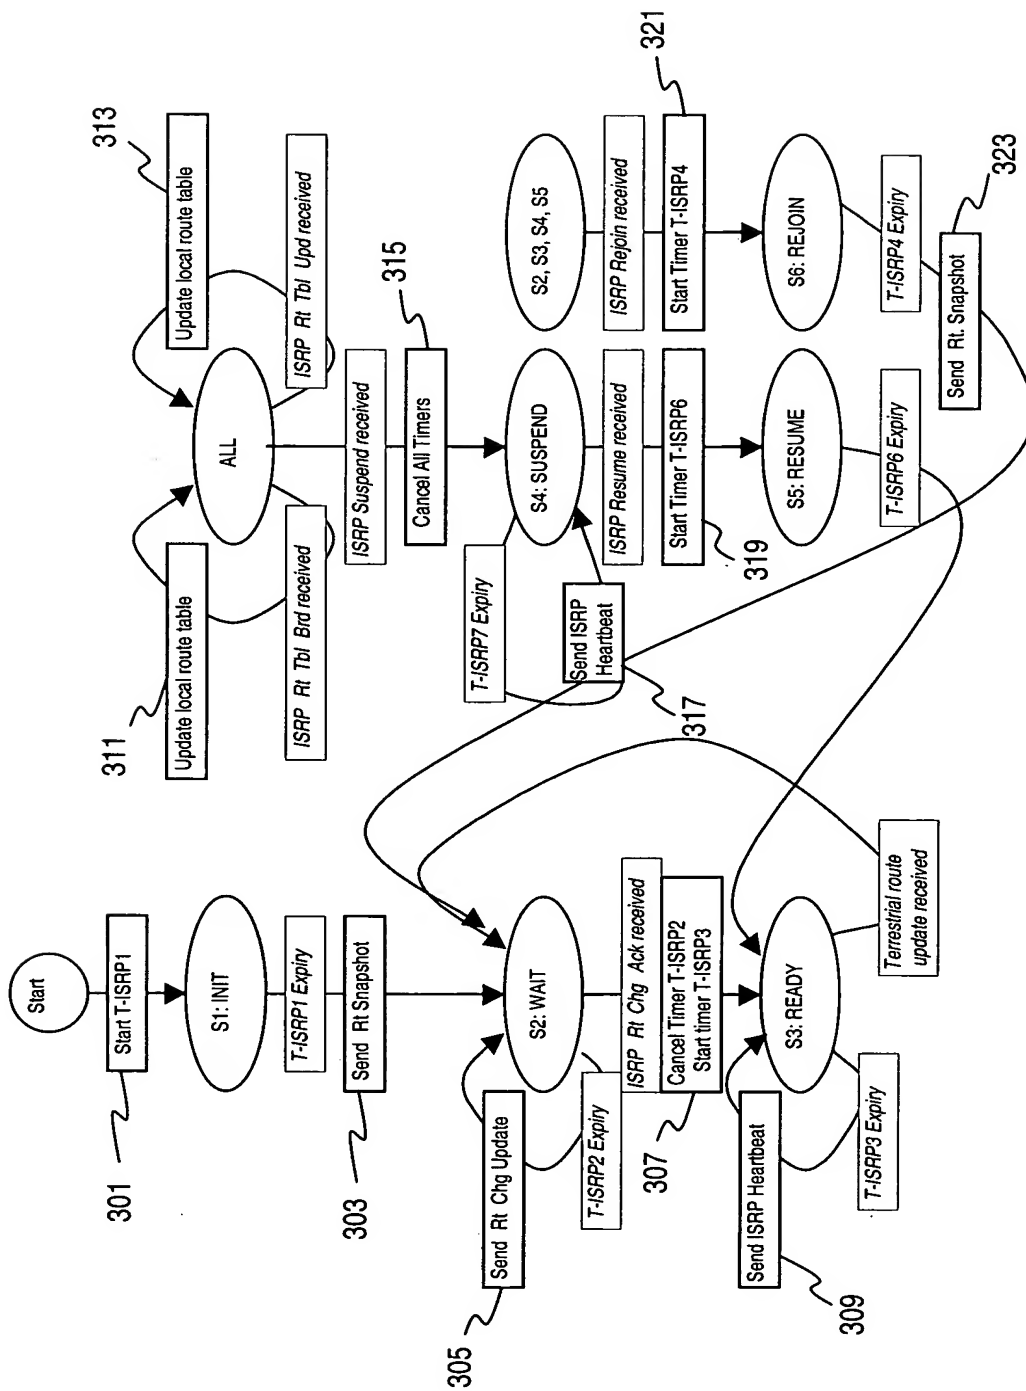 Start
Start T-ISRP1
301
S1: INIT
T-ISRP1 Expiry
Send Rt Snapshot
303
Send Rt Chg Update
305
S2: WAIT
T-ISRP2 Expiry
ISRP Rt Chg Ack received
Cancel Timer T-ISRP2
Start timer T-ISRP3
307
Send ISRP Heartbeat
309
S3: READY
T-ISRP3 Expiry
Terrestrial route
update received
Update local route table
311
ISRP Rt Tbl Brd received
ALL
Update local route table
313
ISRP Rt Tbl Upd received
ISRP Suspend received
315
Cancel All Timers
T-ISRP7 Expiry
S4: SUSPEND
Send ISRP
Heartbeat
317
ISRP Resume received
Start Timer T-ISRP6
319
S5: RESUME
T-ISRP6 Expiry
S2, S3, S4, S5
ISRP Rejoin received
Start Timer T-ISRP4
321
S6: REJOIN
T-ISRP4 Expiry
Send Rt. Snapshot
323